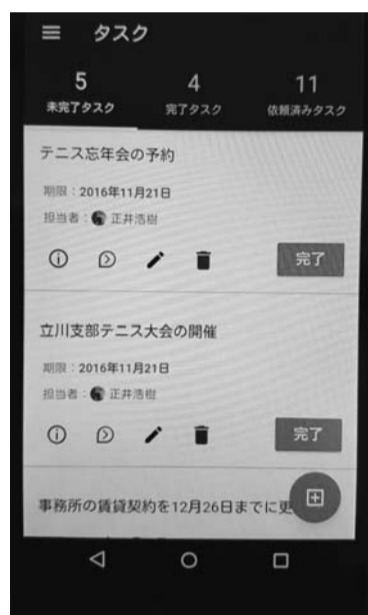 タスク
5
未完了タスク
4
完了タスク
11
依頼済みタスク
テニス忘年会の予約
期限：2016年11月21日
担当者：正井浩樹
完了
立川支部テニス大会の開催
期限：2016年11月21日
担当者：正井浩樹
完了
事務所の賃貸契約を12月26日までに更